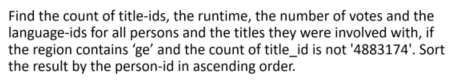 Find the count of title-ids, the runtime, the number of votes and the
language-ids for all persons and the titles they were involved with, if
the region contains ‘ge’ and the count of title_id is not '4883174'. Sort
the result by the person-id in ascending order.